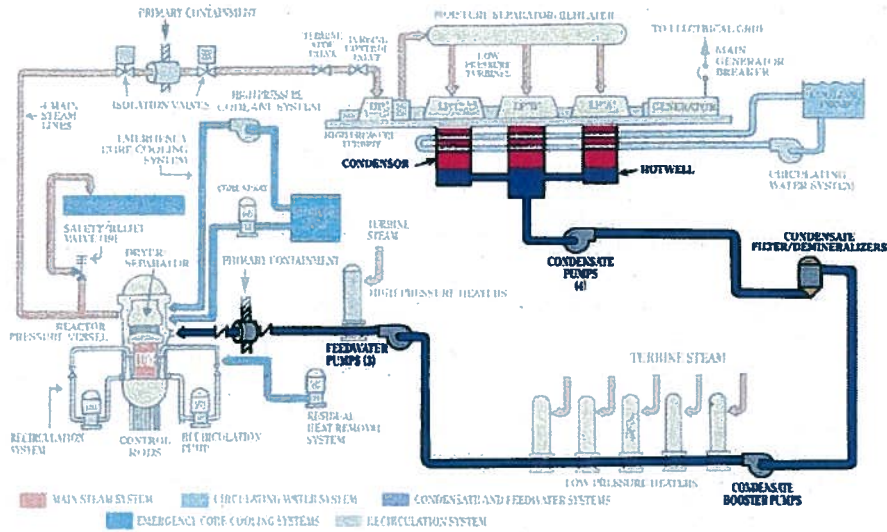 PRIMARY CONTAINMENT
MOISTURE SEPARATOR/REHEATER
TO ELECTRICAL GRID
TURBINE
STOP
VALVE
TURBINE
CONTROL
VALVE
LOW
PRESSURE
TURBINES
MAIN
GENERATOR
BREAKER
ISOLATION VALVES
HIGH PRESSURE
COOLANT SYSTEM
4 MAIN
STEAM
LINES
GENERATOR
EMERGENCY
CORE COOLING
SYSTEM
HIGH PRESSURE
TURBINE
CONDENSOR
HOTWELL
CIRCULATING
WATER SYSTEM
CORE SPRAY
SAFETY/RELIEF
VALVE
TURBINE
STEAM
DRYER/
SEPARATOR
PRIMARY CONTAINMENT
CONDENSATE
PUMPS
(4)
CONDENSATE
FILTER/DEMINERALIZERS
HIGH PRESSURE HEATERS
REACTOR
PRESSURE VESSEL
FEEDWATER
PUMPS (3)
TURBINE STEAM
RECIRCULATION
SYSTEM
CONTROL
RODS
RECIRCULATION
PUMP
RESIDUAL
HEAT REMOVAL
SYSTEM
LOW PRESSURE HEATERS
CONDENSATE
BOOSTER PUMPS
MAIN STEAM SYSTEM
CIRCULATING WATER SYSTEM
CONDENSATE AND FEEDWATER SYSTEMS
EMERGENCY CORE COOLING SYSTEMS
RECIRCULATION SYSTEM